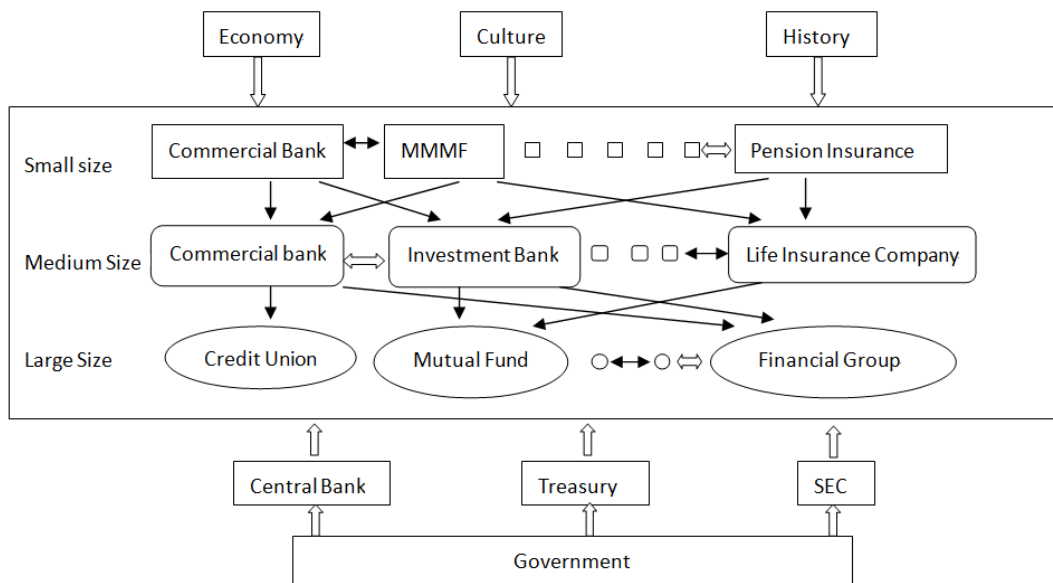 Economy
Culture
History
Small size
Commercial Bank
MMMF
Pension Insurance
Medium Size
Commercial bank
Investment Bank
Life Insurance Company
Large Size
Credit Union
Mutual Fund
Financial Group
Central Bank
Treasury
SEC
Government